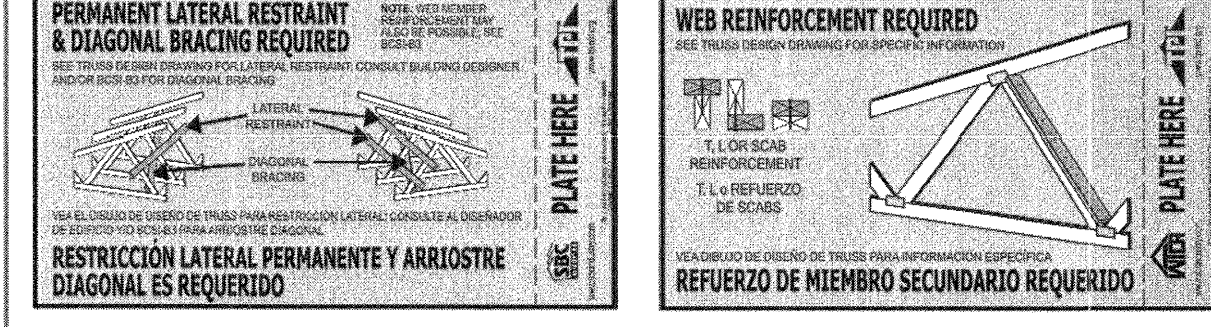 PERMANENT LATERAL RESTRAINT
& DIAGONAL BRACING REQUIRED
NOTE: WEB MEMBER
REINFORCEMENT MAY
ALSO BE POSSIBLE, SEE
BCSI-B3
SEE TRUSS DESIGN DRAWING FOR LATERAL RESTRAINT; CONSULT BUILDING DESIGNER
AND/OR BCSI-B3 FOR DIAGONAL BRACING
LATERAL
RESTRAINT
DIAGONAL
BRACING
VEA EL DIBUJO DE DISEÑO DE TRUSS PARA RESTRICCIÓN LATERAL; CONSULTE AL DISEÑADOR
DE EDIFICIO Y/O BCSI-B3 PARA ARRIOSTRE DIAGONAL
RESTRICCIÓN LATERAL PERMANENTE Y ARRIOSTRE
DIAGONAL ES REQUERIDO
PLATE HERE
TPI
SBC
WEB REINFORCEMENT REQUIRED
SEE TRUSS DESIGN DRAWING FOR SPECIFIC INFORMATION
T, L OR SCAB
REINFORCEMENT
T, L o REFUERZO
DE SCABS
VEA DIBUJO DE DISEÑO DE TRUSS PARA INFORMACIÓN ESPECÍFICA
REFUERZO DE MIEMBRO SECUNDARIO REQUERIDO
PLATE HERE
TPI
WTCA